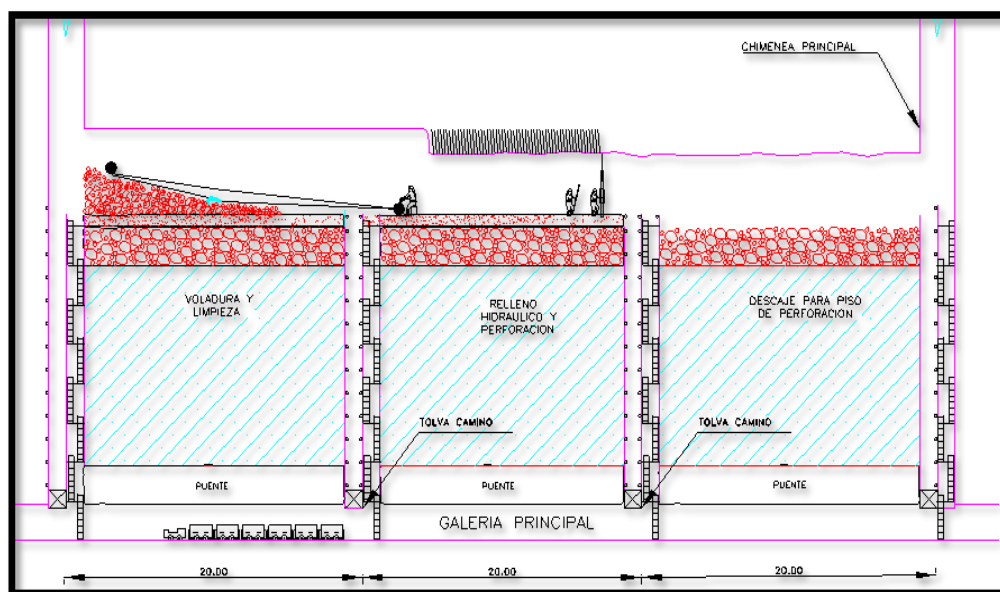 CHIMENEA PRINCIPAL
VOLADURA Y
LIMPIEZA
RELLENO
HIDRAULICO Y
PERFORACION
DESCAJE PARA PISO
DE PERFORACION
TOLVA CAMINO
TOLVA CAMINO
PUENTE
PUENTE
PUENTE
GALERIA PRINCIPAL
20.00
20.00
20.00